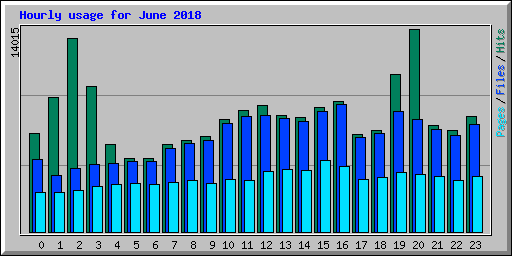 Hourly usage for June 2018
14015
Pages / Files / Hits
0 1 2 3 4 5 6 7 8 9 10 11 12 13 14 15 16 17 18 19 20 21 22 23